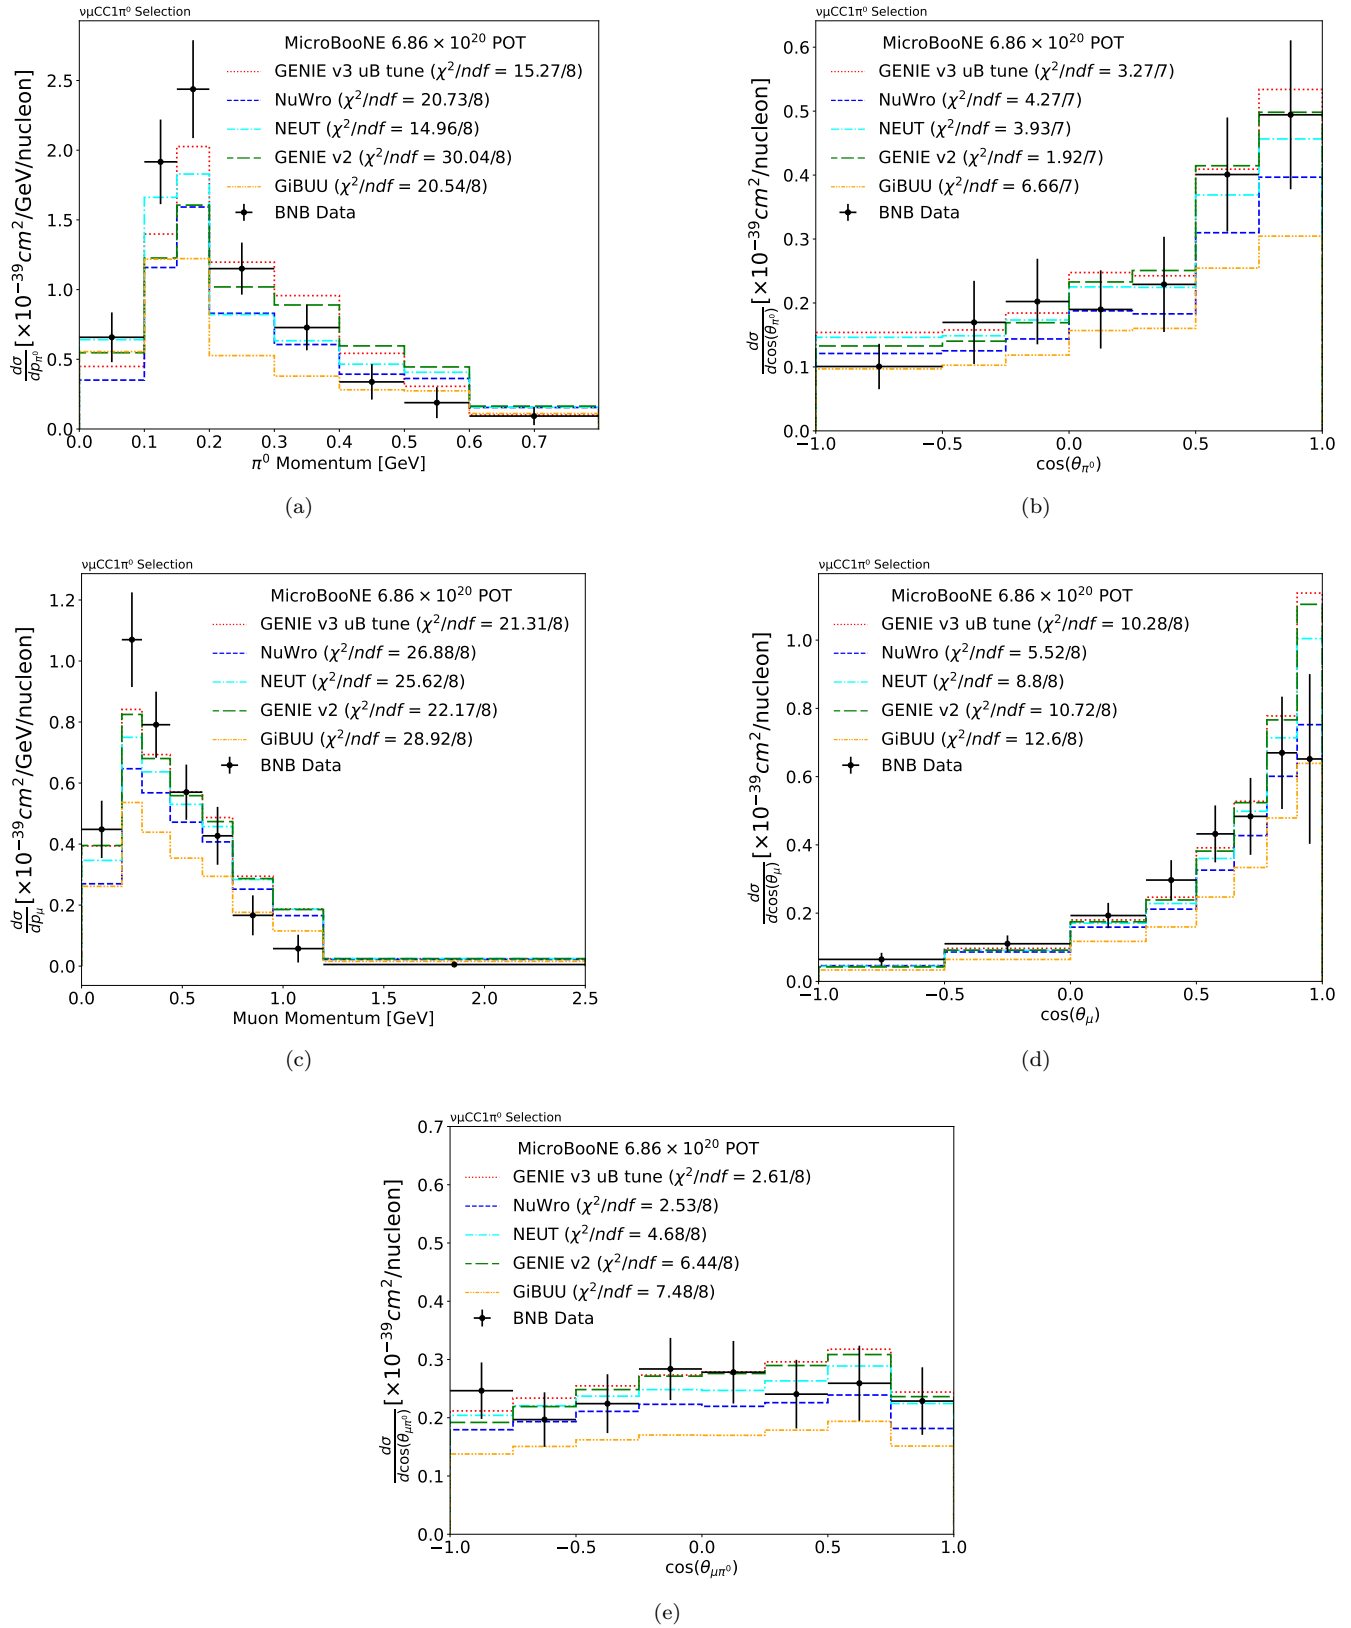 νμCC1π⁰ Selection
MicroBooNE 6.86 × 10²⁰ POT
GENIE v3 uB tune (χ²/ndf = 15.27/8)
NuWro (χ²/ndf = 20.73/8)
NEUT (χ²/ndf = 14.96/8)
GENIE v2 (χ²/ndf = 30.04/8)
GiBUU (χ²/ndf = 20.54/8)
BNB Data
dσ/dp_π⁰ [×10⁻³⁹cm²/GeV/nucleon]
2.5
2.0
1.5
1.0
0.5
0.0
0.0 0.1 0.2 0.3 0.4 0.5 0.6 0.7
π⁰ Momentum [GeV]
(a)
νμCC1π⁰ Selection
MicroBooNE 6.86 × 10²⁰ POT
GENIE v3 uB tune (χ²/ndf = 3.27/7)
NuWro (χ²/ndf = 4.27/7)
NEUT (χ²/ndf = 3.93/7)
GENIE v2 (χ²/ndf = 1.92/7)
GiBUU (χ²/ndf = 6.66/7)
BNB Data
dσ/dcos(θ_π⁰) [×10⁻³⁹cm²/nucleon]
0.6
0.5
0.4
0.3
0.2
0.1
0.0
−1.0 −0.5 0.0 0.5 1.0
cos(θ_π⁰)
(b)
νμCC1π⁰ Selection
MicroBooNE 6.86 × 10²⁰ POT
GENIE v3 uB tune (χ²/ndf = 21.31/8)
NuWro (χ²/ndf = 26.88/8)
NEUT (χ²/ndf = 25.62/8)
GENIE v2 (χ²/ndf = 22.17/8)
GiBUU (χ²/ndf = 28.92/8)
BNB Data
dσ/dp_μ [×10⁻³⁹cm²/GeV/nucleon]
1.2
1.0
0.8
0.6
0.4
0.2
0.0
0.0 0.5 1.0 1.5 2.0 2.5
Muon Momentum [GeV]
(c)
νμCC1π⁰ Selection
MicroBooNE 6.86 × 10²⁰ POT
GENIE v3 uB tune (χ²/ndf = 10.28/8)
NuWro (χ²/ndf = 5.52/8)
NEUT (χ²/ndf = 8.8/8)
GENIE v2 (χ²/ndf = 10.72/8)
GiBUU (χ²/ndf = 12.6/8)
BNB Data
dσ/dcos(θ_μ) [×10⁻³⁹cm²/nucleon]
1.0
0.8
0.6
0.4
0.2
0.0
−1.0 −0.5 0.0 0.5 1.0
cos(θ_μ)
(d)
νμCC1π⁰ Selection
MicroBooNE 6.86 × 10²⁰ POT
GENIE v3 uB tune (χ²/ndf = 2.61/8)
NuWro (χ²/ndf = 2.53/8)
NEUT (χ²/ndf = 4.68/8)
GENIE v2 (χ²/ndf = 6.44/8)
GiBUU (χ²/ndf = 7.48/8)
BNB Data
dσ/dcos(θ_μπ⁰) [×10⁻³⁹cm²/nucleon]
0.7
0.6
0.5
0.4
0.3
0.2
0.1
0.0
−1.0 −0.5 0.0 0.5 1.0
cos(θ_μπ⁰)
(e)